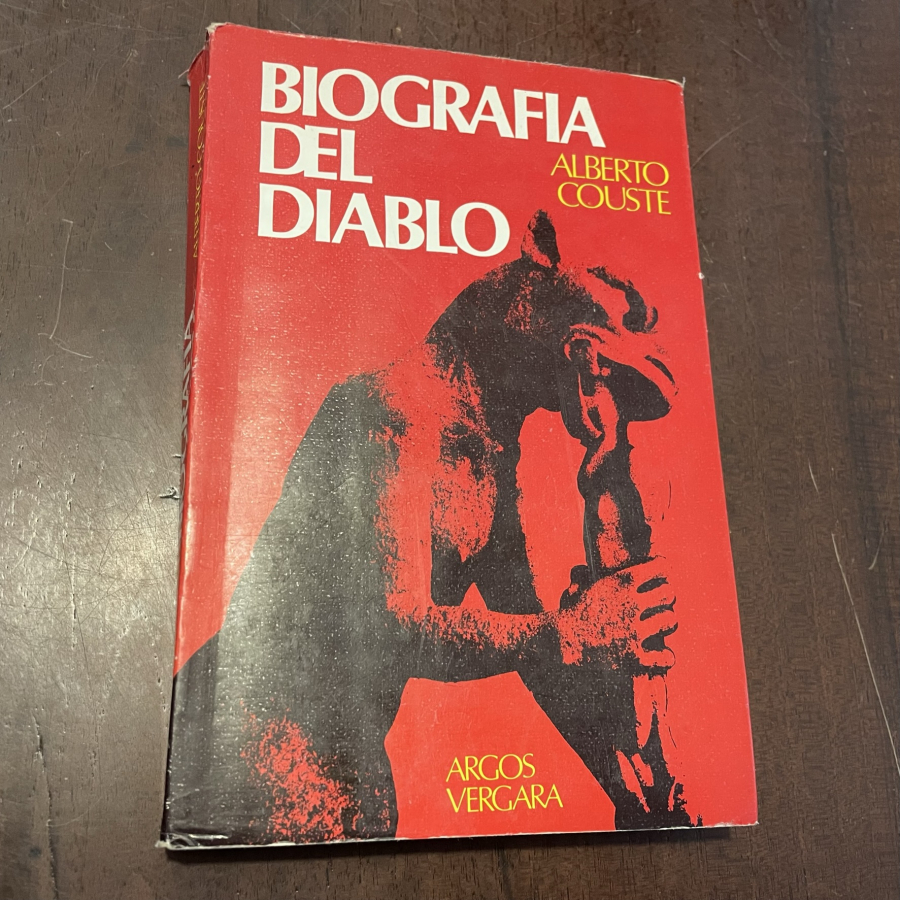 BIOGRAFIA
DEL
DIABLO
ALBERTO
COUSTE
ARGOS
VERGARA